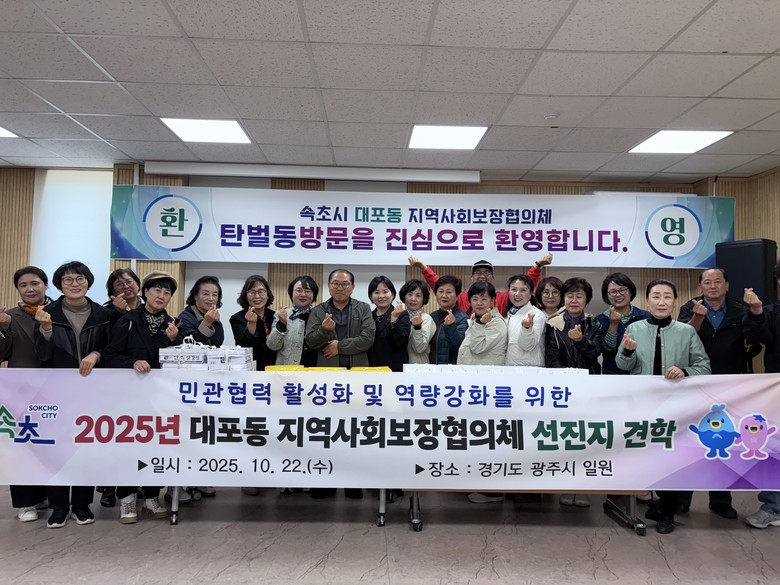 환
속초시 대포동 지역사회보장협의체
탄벌동방문을 진심으로 환영합니다.
영
민관협력 활성화 및 역량강화를 위한
속초
SOKCHO
CITY
2025년 대포동 지역사회보장협의체 선진지 견학
▶일시 : 2025. 10. 22.(수)
▶장소 : 경기도 광주시 일원